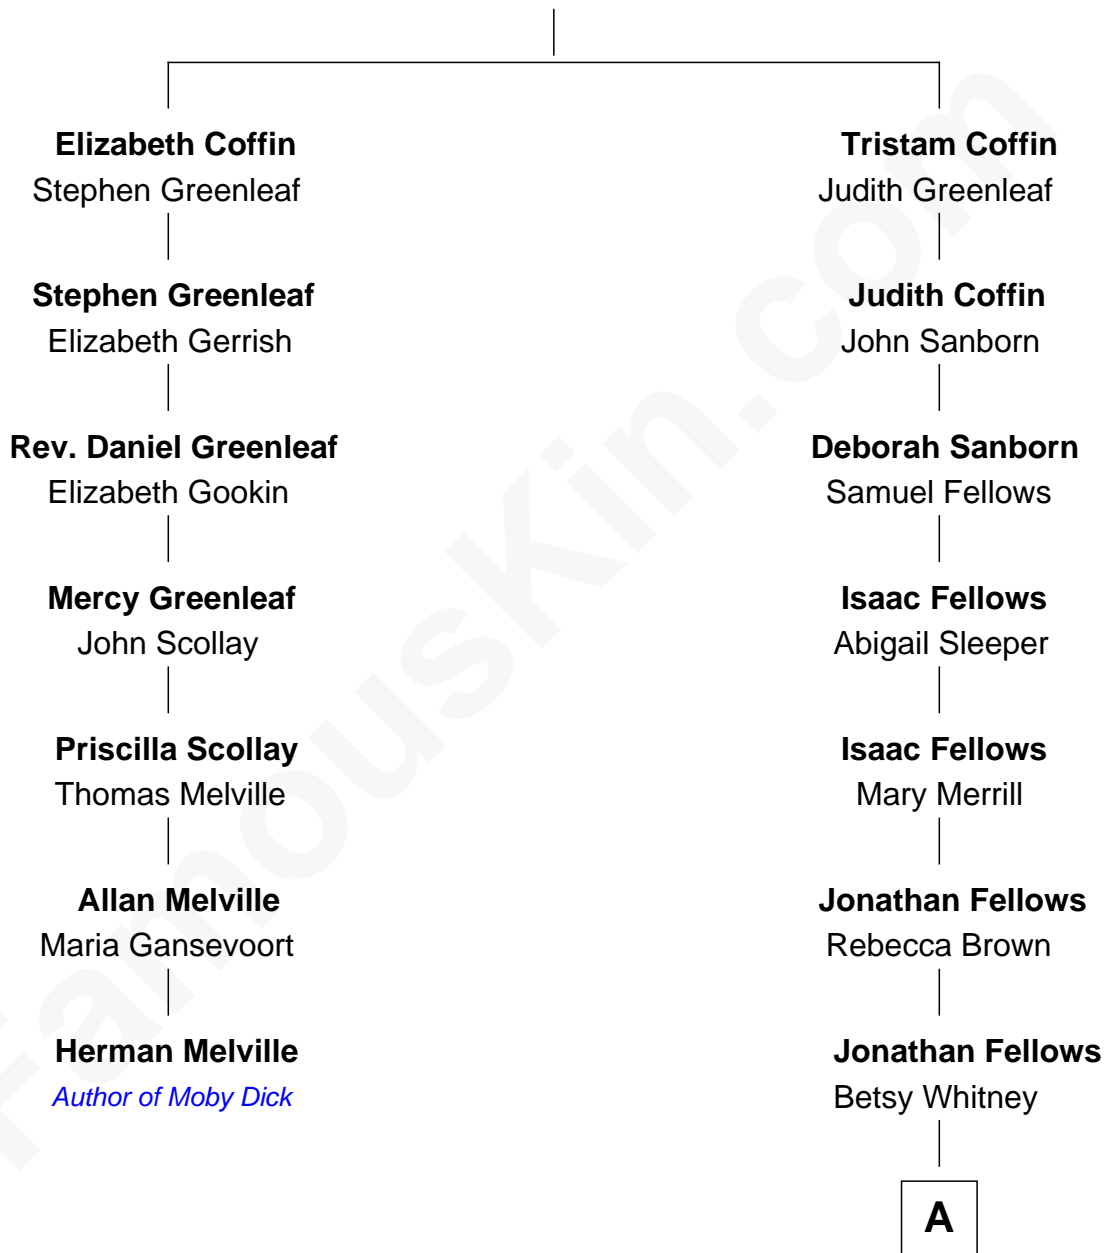 Elizabeth Coffin
Stephen Greenleaf
Stephen Greenleaf
Elizabeth Gerrish
Rev. Daniel Greenleaf
Elizabeth Gookin
Mercy Greenleaf
John Scollay
Priscilla Scollay
Thomas Melville
Allan Melville
Maria Gansevoort
Herman Melville
Author of Moby Dick
Tristam Coffin
Judith Greenleaf
Judith Coffin
John Sanborn
Deborah Sanborn
Samuel Fellows
Isaac Fellows
Abigail Sleeper
Isaac Fellows
Mary Merrill
Jonathan Fellows
Rebecca Brown
Jonathan Fellows
Betsy Whitney
A
FamousKin.com